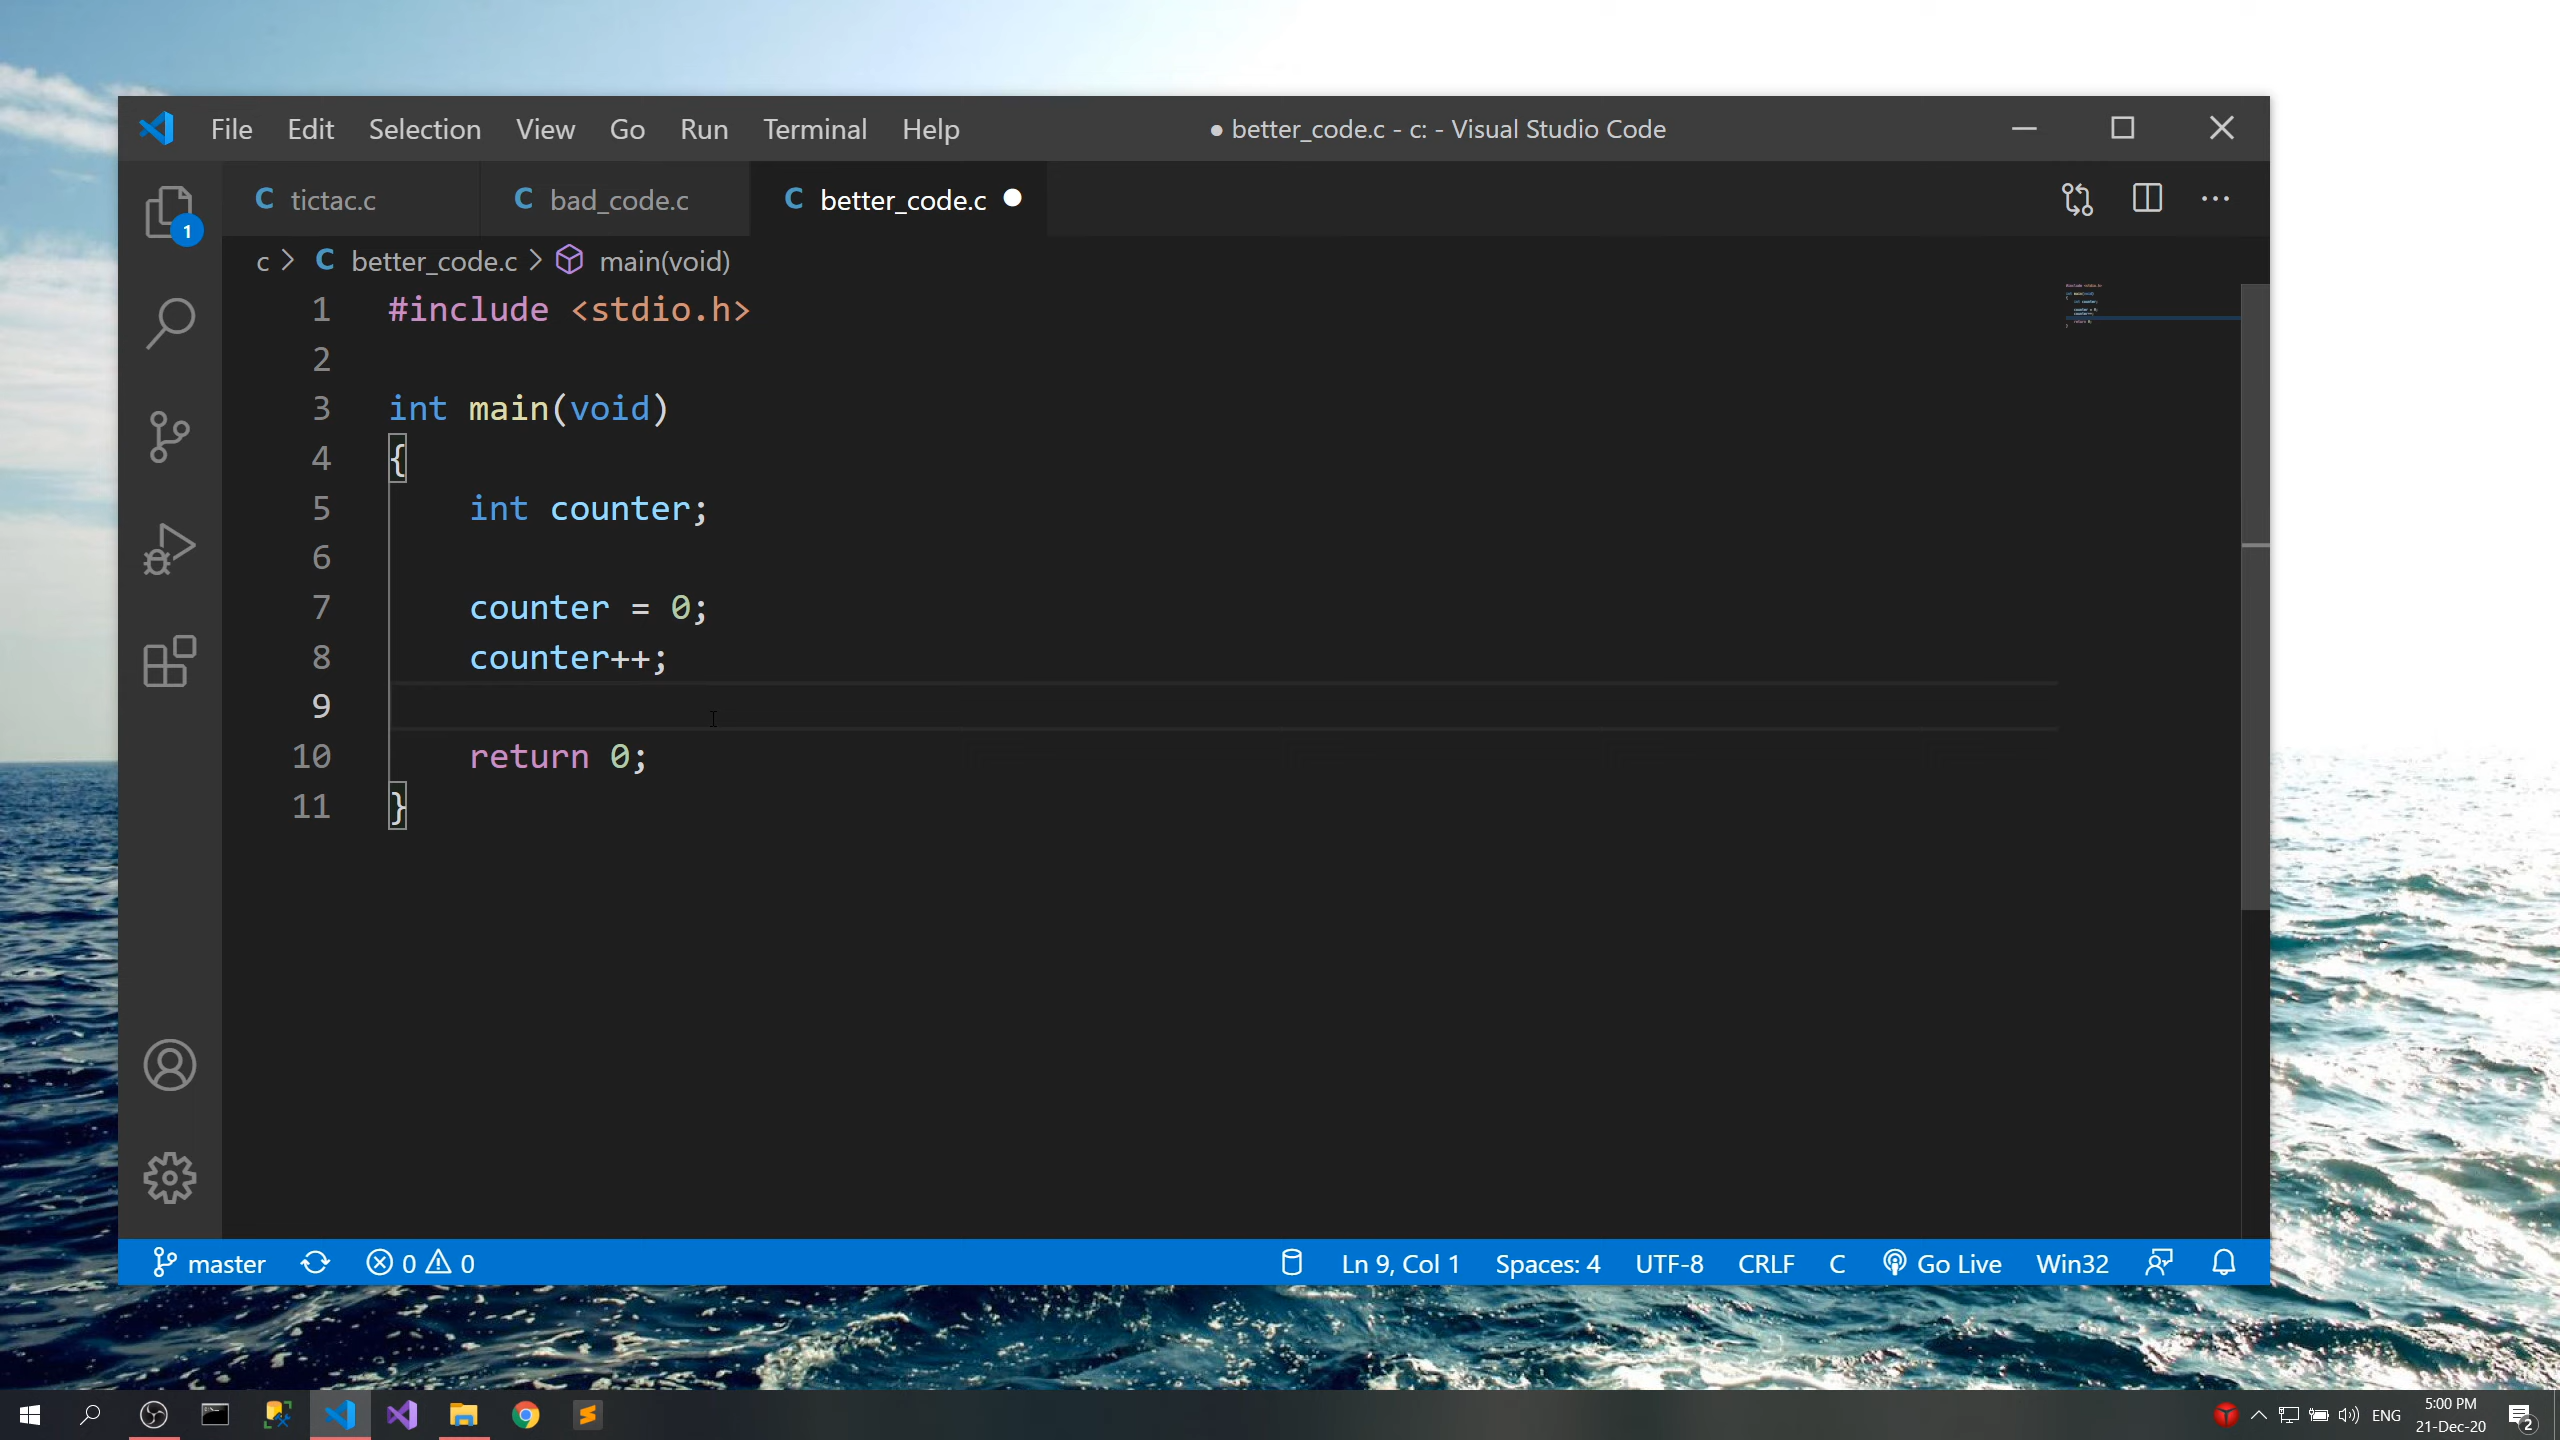 File Edit Selection View Go Run Terminal Help ● better_code.c - c: - Visual Studio Code
C tictac.c C bad_code.c C better_code.c ●
1
c > C better_code.c > main(void)
1 #include <stdio.h>
2
3 int main(void)
4 {
5 int counter;
6
7 counter = 0;
8 counter++;
9
10 return 0;
11 }
master 0 0 Ln 9, Col 1 Spaces: 4 UTF-8 CRLF C Go Live Win32
ENG 5:00 PM
21-Dec-20 2